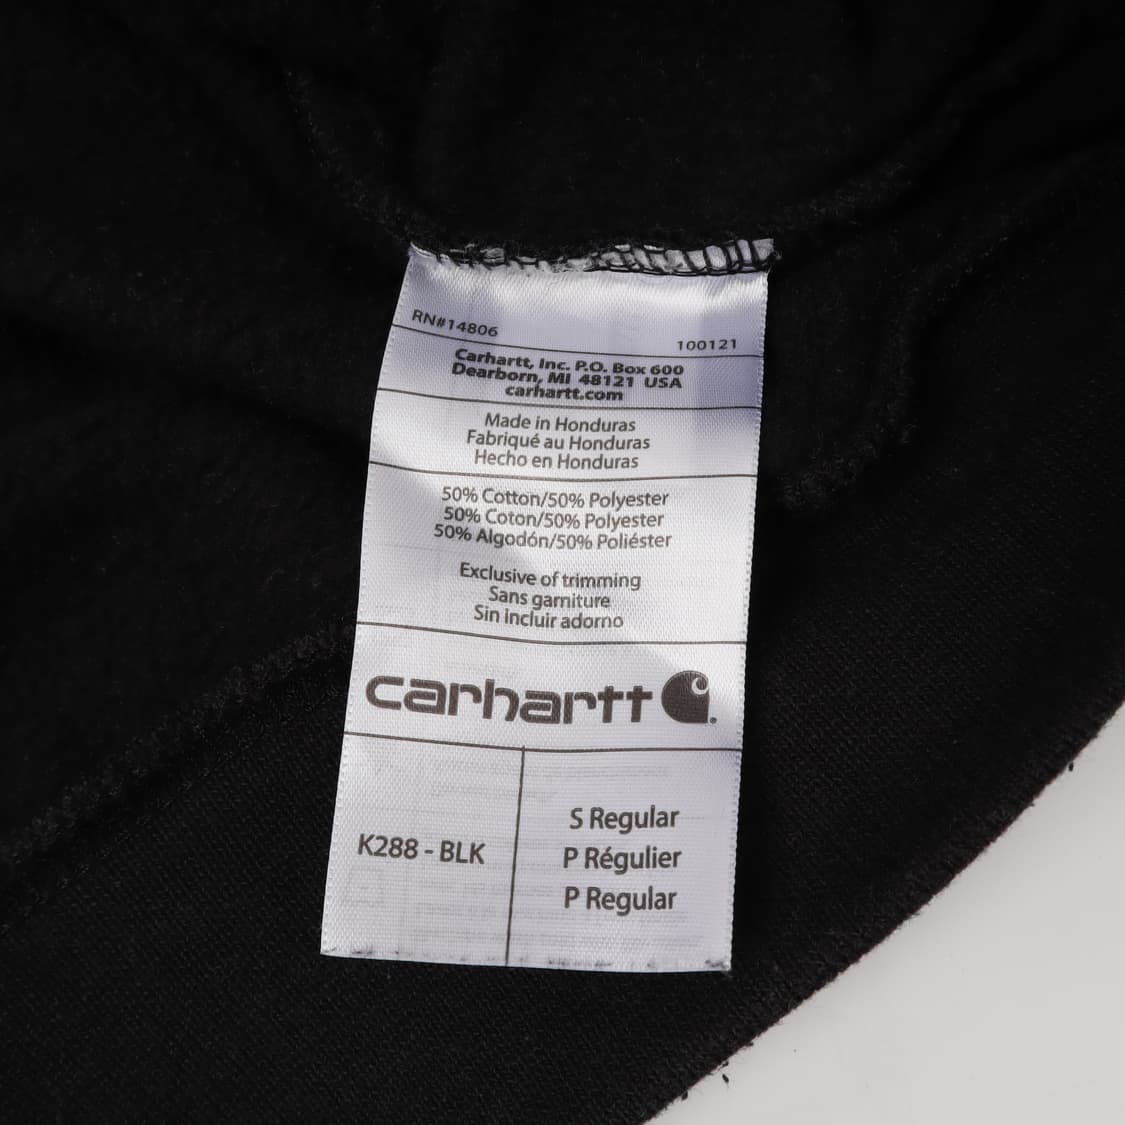 RN#14806
100121
Carhartt, Inc. P.O. Box 600
Dearborn, MI 48121 USA
carhartt.com
Made in Honduras
Fabriqué au Honduras
Hecho en Honduras
50% Cotton/50% Polyester
50% Coton/50% Polyester
50% Algodón/50% Poliéster
Exclusive of trimming
Sans garniture
Sin incluir adorno
carhartt
K288 - BLK
S Regular
P Régulier
P Regular